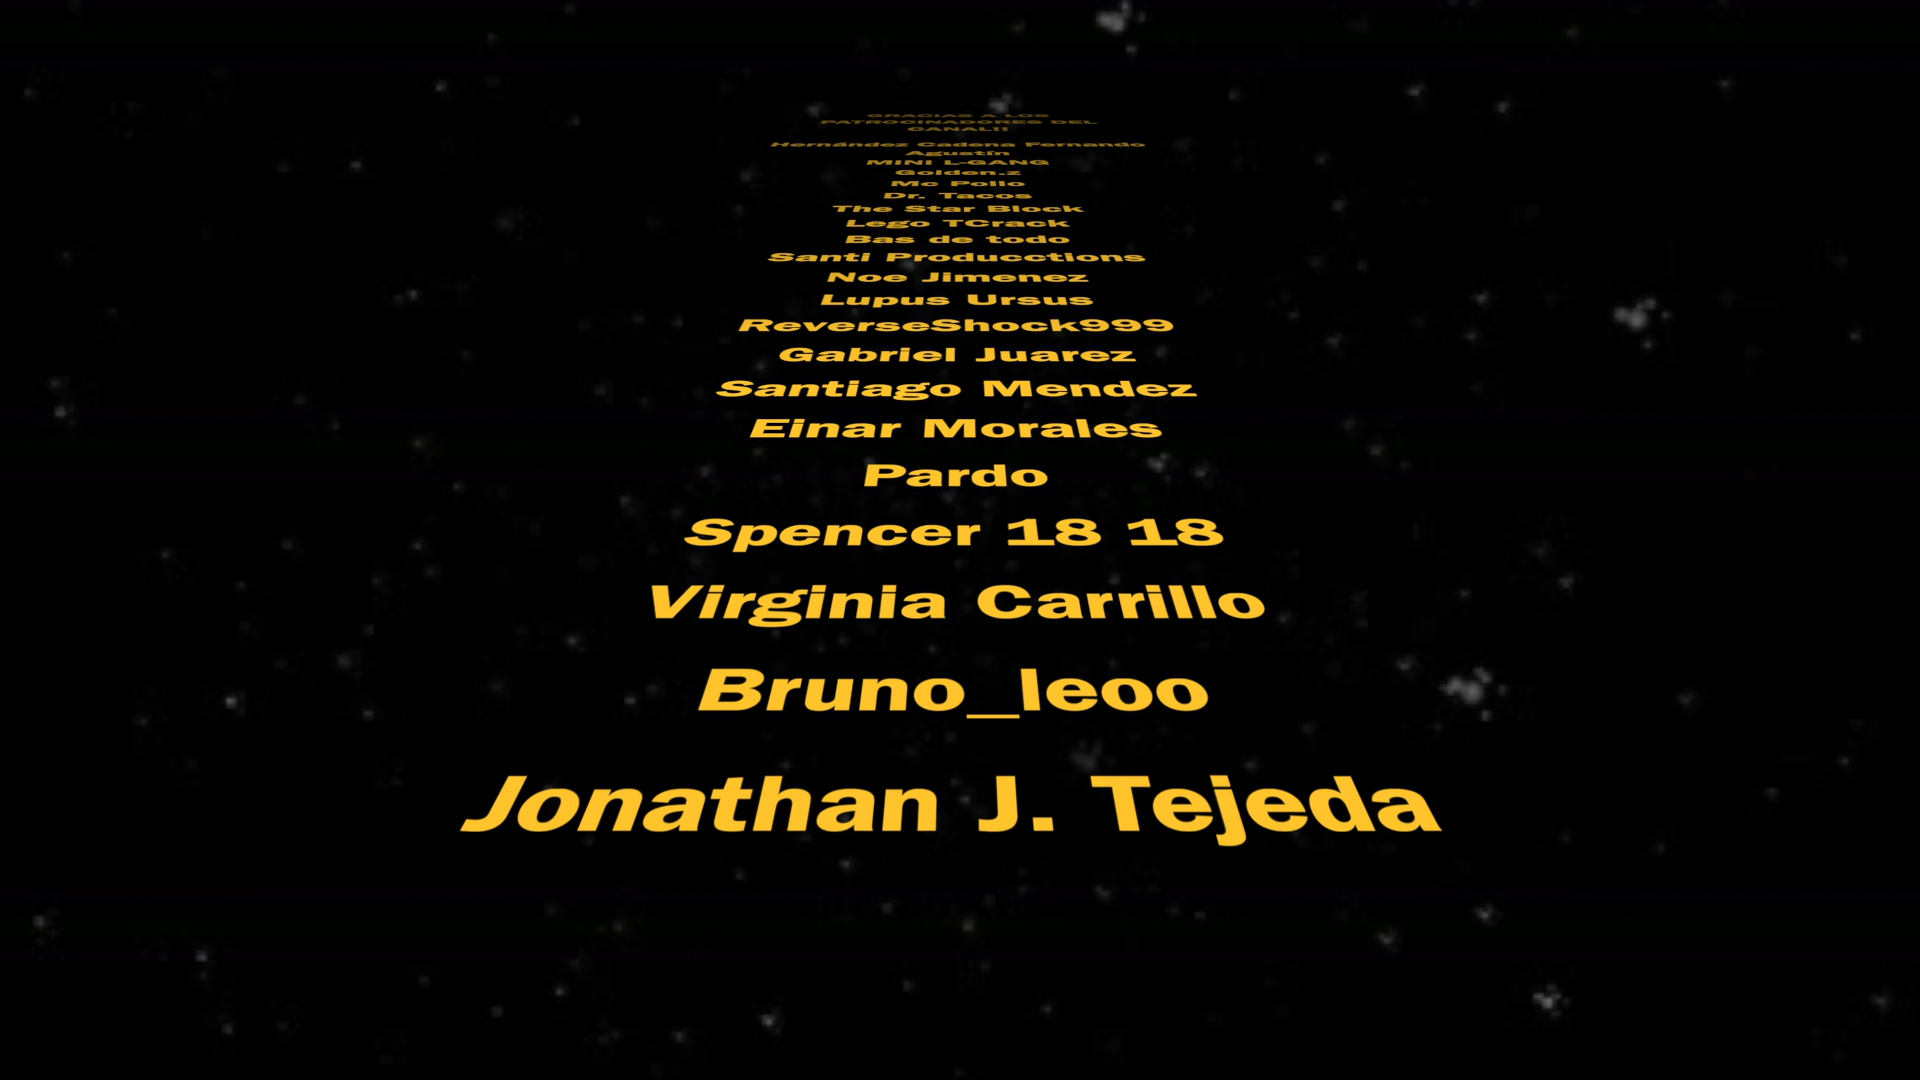 GRACIAS A LOS
PATROCINADORES DEL
CANAL!!
Hernández Cadena Fernando
Agustín
MINI L-GANG
Golden.z
Mc Pollo
Dr. Tacos
The Star Block
Lego TCrack
Bas de todo
Santi Producctions
Noe Jimenez
Lupus Ursus
ReverseShock999
Gabriel Juarez
Santiago Mendez
Einar Morales
Pardo
Spencer 18 18
Virginia Carrillo
Bruno_leoo
Jonathan J. Tejeda